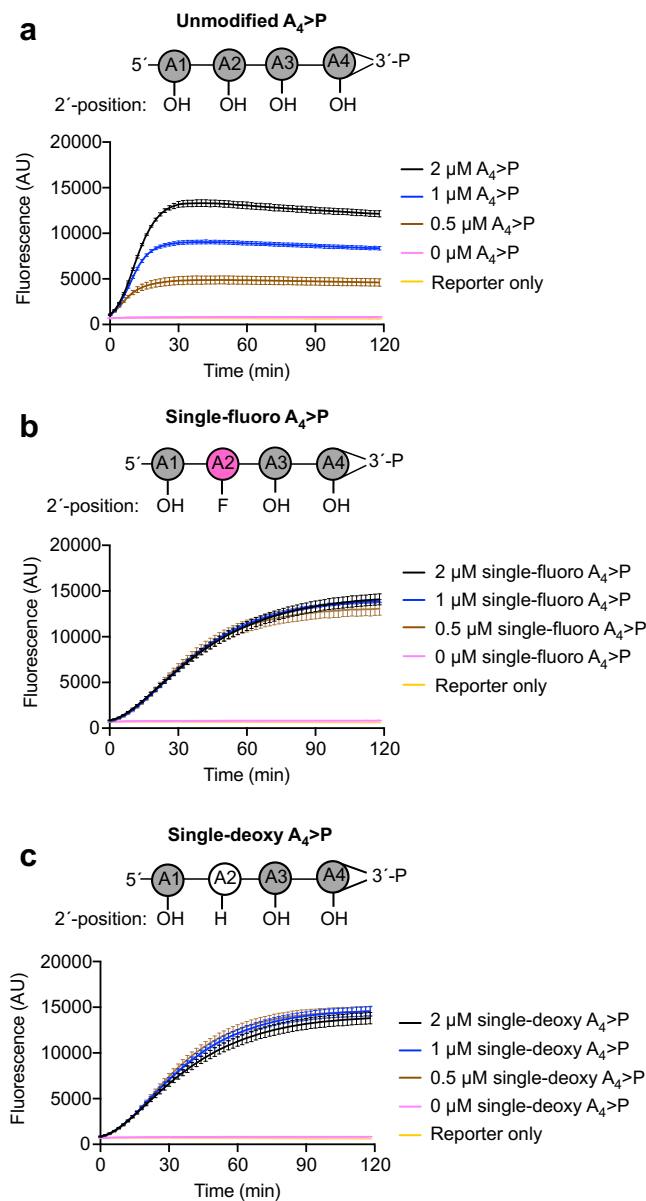 a
Unmodified A₄>P
5´ A1 A2 A3 A4 3´-P
2´-position: OH OH OH OH
20000
15000
10000
5000
0
Fluorescence (AU)
0 30 60 90 120
Time (min)
2 µM A₄>P
1 µM A₄>P
0.5 µM A₄>P
0 µM A₄>P
Reporter only
b
Single-fluoro A₄>P
5´ A1 A2 A3 A4 3´-P
2´-position: OH F OH OH
20000
15000
10000
5000
0
Fluorescence (AU)
0 30 60 90 120
Time (min)
2 µM single-fluoro A₄>P
1 µM single-fluoro A₄>P
0.5 µM single-fluoro A₄>P
0 µM single-fluoro A₄>P
Reporter only
c
Single-deoxy A₄>P
5´ A1 A2 A3 A4 3´-P
2´-position: OH H OH OH
20000
15000
10000
5000
0
Fluorescence (AU)
0 30 60 90 120
Time (min)
2 µM single-deoxy A₄>P
1 µM single-deoxy A₄>P
0.5 µM single-deoxy A₄>P
0 µM single-deoxy A₄>P
Reporter only